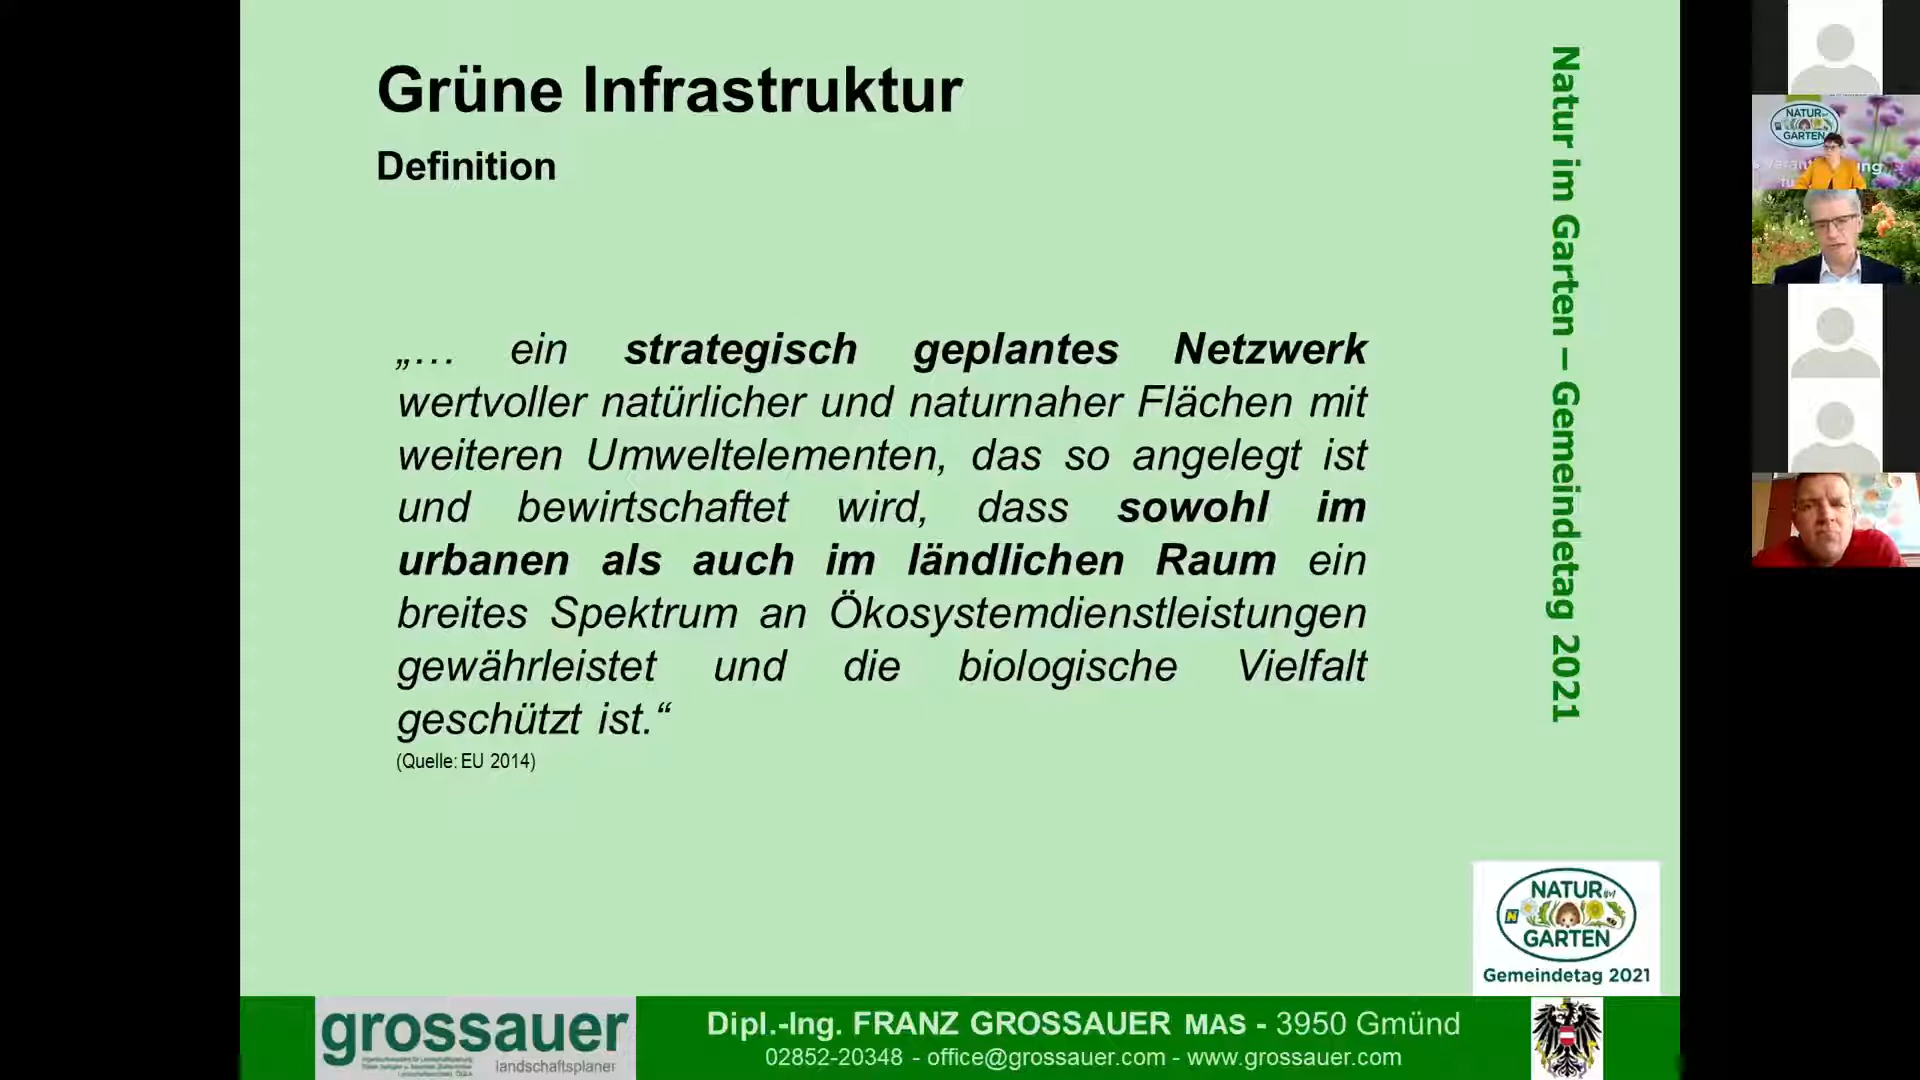 Grüne Infrastruktur
Definition
„… ein strategisch geplantes Netzwerk
wertvoller natürlicher und naturnaher Flächen mit
weiteren Umweltelementen, das so angelegt ist
und bewirtschaftet wird, dass sowohl im
urbanen als auch im ländlichen Raum ein
breites Spektrum an Ökosystemdienstleistungen
gewährleistet und die biologische Vielfalt
geschützt ist.“
(Quelle: EU 2014)
Natur im Garten – Gemeindetag 2021
NATUR im
GARTEN
Gemeindetag 2021
grossauer
landschaftsplaner
Dipl.-Ing. FRANZ GROSSAUER MAS - 3950 Gmünd
02852-20348 - office@grossauer.com - www.grossauer.com
NATUR im
GARTEN